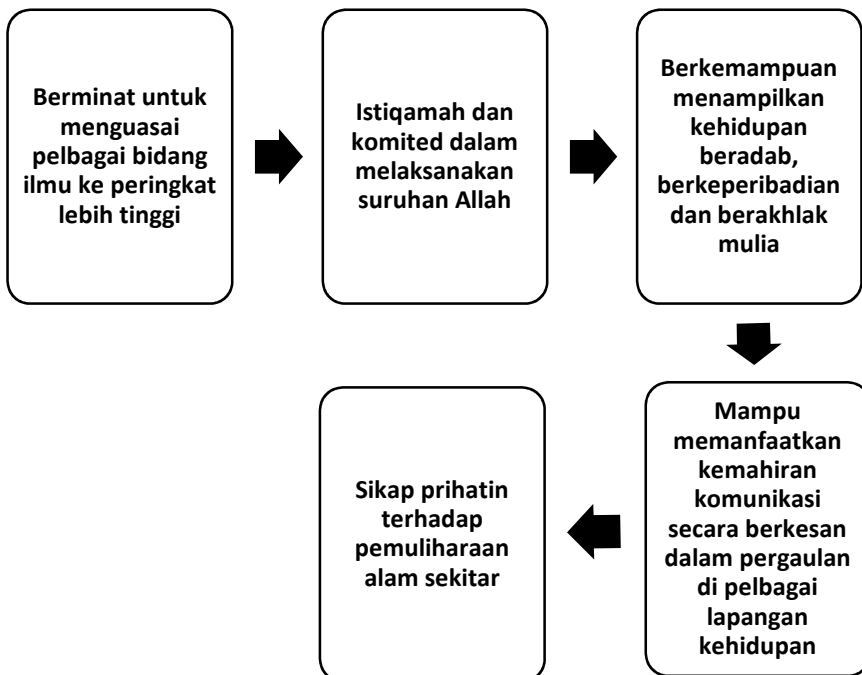 Berminat untuk
menguasai
pelbagai bidang
ilmu ke peringkat
lebih tinggi
Istiqamah dan
komited dalam
melaksanakan
suruhan Allah
Berkemampuan
menampilkan
kehidupan
beradab,
berkeperibadian
dan berakhlak
mulia
Mampu
memanfaatkan
kemahiran
komunikasi
secara berkesan
dalam pergaulan
di pelbagai
lapangan
kehidupan
Sikap prihatin
terhadap
pemuliharaan
alam sekitar